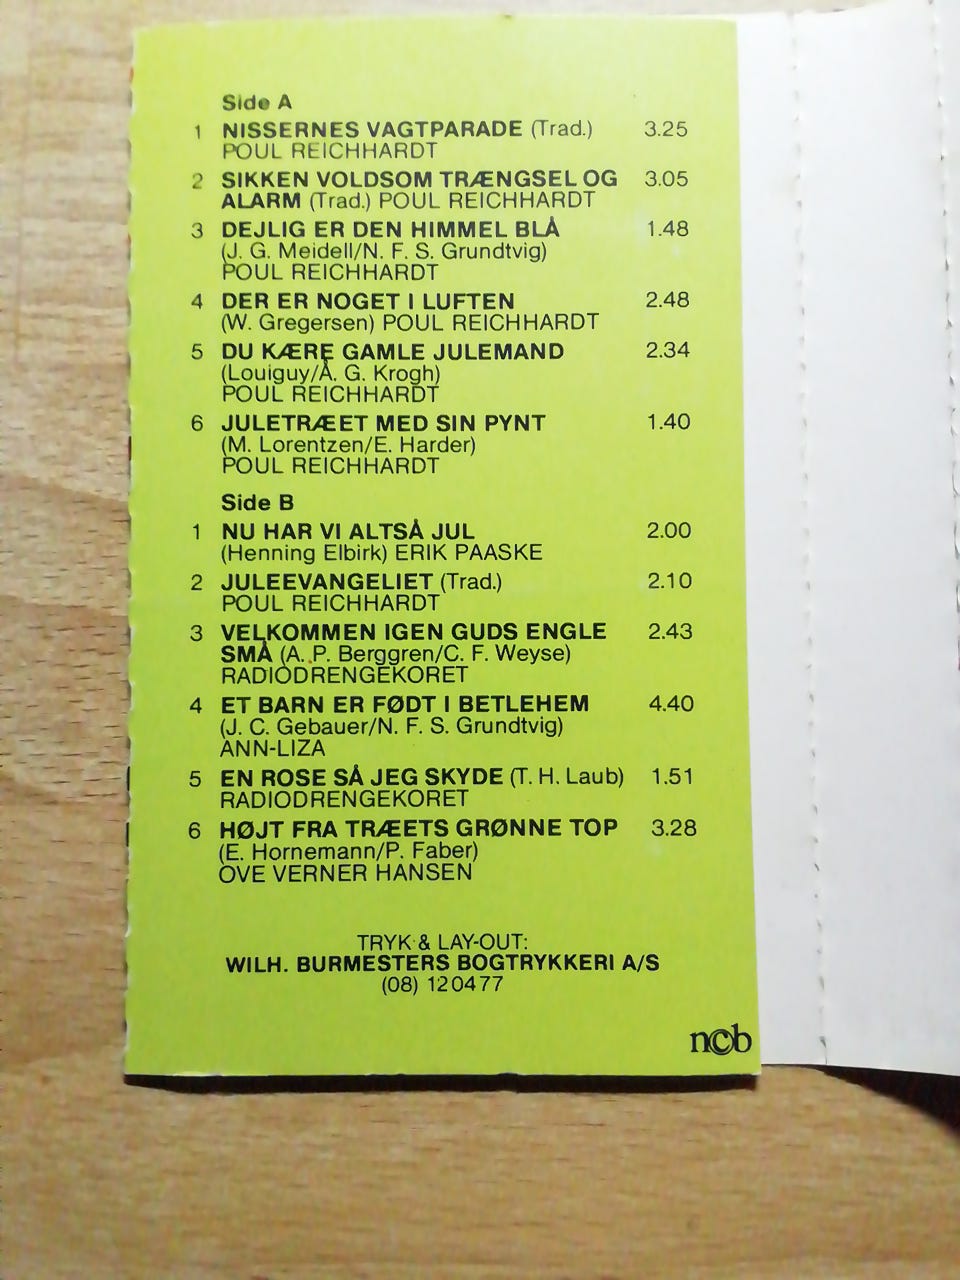 Side A
1 NISSERNES VAGTPARADE (Trad.) 3.25
POUL REICHHARDT
2 SIKKEN VOLDSOM TRÆNGSEL OG 3.05
ALARM (Trad.) POUL REICHHARDT
3 DEJLIG ER DEN HIMMEL BLÅ 1.48
(J. G. Meidell/N. F. S. Grundtvig)
POUL REICHHARDT
4 DER ER NOGET I LUFTEN 2.48
(W. Gregersen) POUL REICHHARDT
5 DU KÆRE GAMLE JULEMAND 2.34
(Louiguy/Å. G. Krogh)
POUL REICHHARDT
6 JULETRÆET MED SIN PYNT 1.40
(M. Lorentzen/E. Harder)
POUL REICHHARDT
Side B
1 NU HAR VI ALTSÅ JUL 2.00
(Henning Elbirk) ERIK PAASKE
2 JULEEVANGELIET (Trad.) 2.10
POUL REICHHARDT
3 VELKOMMEN IGEN GUDS ENGLE 2.43
SMÅ (A. P. Berggren/C. F. Weyse)
RADIODRENGEKORET
4 ET BARN ER FØDT I BETLEHEM 4.40
(J. C. Gebauer/N. F. S. Grundtvig)
ANN-LIZA
5 EN ROSE SÅ JEG SKYDE (T. H. Laub) 1.51
RADIODRENGEKORET
6 HØJT FRA TRÆETS GRØNNE TOP 3.28
(E. Hornemann/P. Faber)
OVE VERNER HANSEN
TRYK & LAY-OUT:
WILH. BURMESTERS BOGTRYKKERI A/S
(08) 120477
n©b